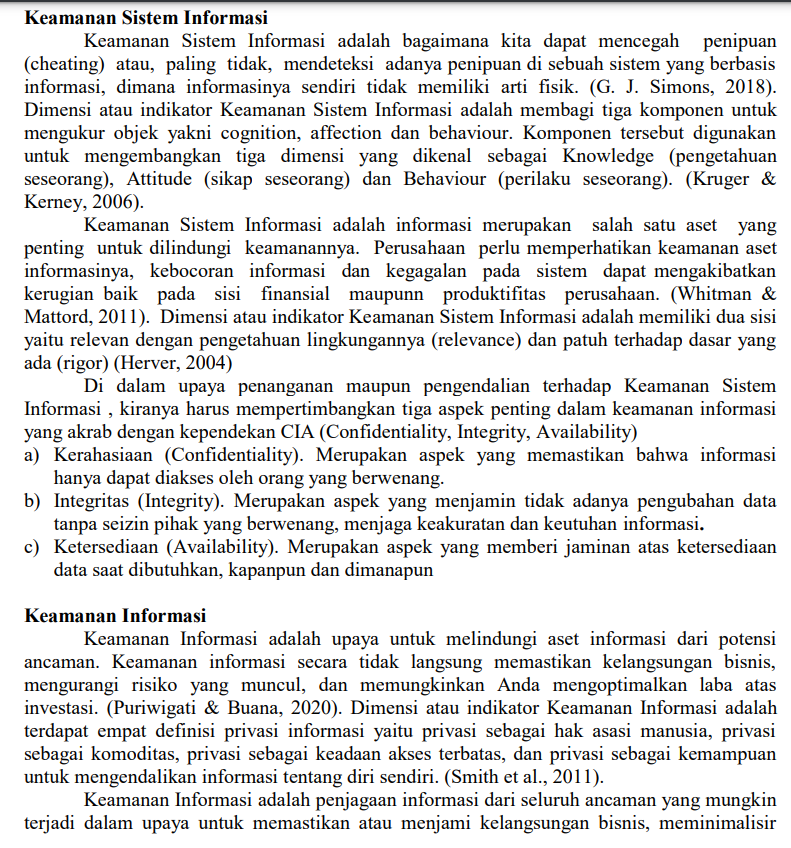 Keamanan Sistem Informasi
Keamanan Sistem Informasi adalah bagaimana kita dapat mencegah penipuan
(cheating) atau, paling tidak, mendeteksi adanya penipuan di sebuah sistem yang berbasis
informasi, dimana informasinya sendiri tidak memiliki arti fisik. (G. J. Simons, 2018).
Dimensi atau indikator Keamanan Sistem Informasi adalah membagi tiga komponen untuk
mengukur objek yakni cognition, affection dan behaviour. Komponen tersebut digunakan
untuk mengembangkan tiga dimensi yang dikenal sebagai Knowledge (pengetahuan
seseorang), Attitude (sikap seseorang) dan Behaviour (perilaku seseorang). (Kruger &
Kerney, 2006).
Keamanan Sistem Informasi adalah informasi merupakan salah satu aset yang
penting untuk dilindungi keamanannya. Perusahaan perlu memperhatikan keamanan aset
informasinya, kebocoran informasi dan kegagalan pada sistem dapat mengakibatkan
kerugian baik pada sisi finansial maupunn produktifitas perusahaan. (Whitman &
Mattord, 2011). Dimensi atau indikator Keamanan Sistem Informasi adalah memiliki dua sisi
yaitu relevan dengan pengetahuan lingkungannya (relevance) dan patuh terhadap dasar yang
ada (rigor) (Herver, 2004)
Di dalam upaya penanganan maupun pengendalian terhadap Keamanan Sistem
Informasi , kiranya harus mempertimbangkan tiga aspek penting dalam keamanan informasi
yang akrab dengan kependekan CIA (Confidentiality, Integrity, Availability)
a) Kerahasiaan (Confidentiality). Merupakan aspek yang memastikan bahwa informasi
hanya dapat diakses oleh orang yang berwenang.
b) Integritas (Integrity). Merupakan aspek yang menjamin tidak adanya pengubahan data
tanpa seizin pihak yang berwenang, menjaga keakuratan dan keutuhan informasi.
c) Ketersediaan (Availability). Merupakan aspek yang memberi jaminan atas ketersediaan
data saat dibutuhkan, kapanpun dan dimanapun
Keamanan Informasi
Keamanan Informasi adalah upaya untuk melindungi aset informasi dari potensi
ancaman. Keamanan informasi secara tidak langsung memastikan kelangsungan bisnis,
mengurangi risiko yang muncul, dan memungkinkan Anda mengoptimalkan laba atas
investasi. (Puriwigati & Buana, 2020). Dimensi atau indikator Keamanan Informasi adalah
terdapat empat definisi privasi informasi yaitu privasi sebagai hak asasi manusia, privasi
sebagai komoditas, privasi sebagai keadaan akses terbatas, dan privasi sebagai kemampuan
untuk mengendalikan informasi tentang diri sendiri. (Smith et al., 2011).
Keamanan Informasi adalah penjagaan informasi dari seluruh ancaman yang mungkin
terjadi dalam upaya untuk memastikan atau menjami kelangsungan bisnis, meminimalisir